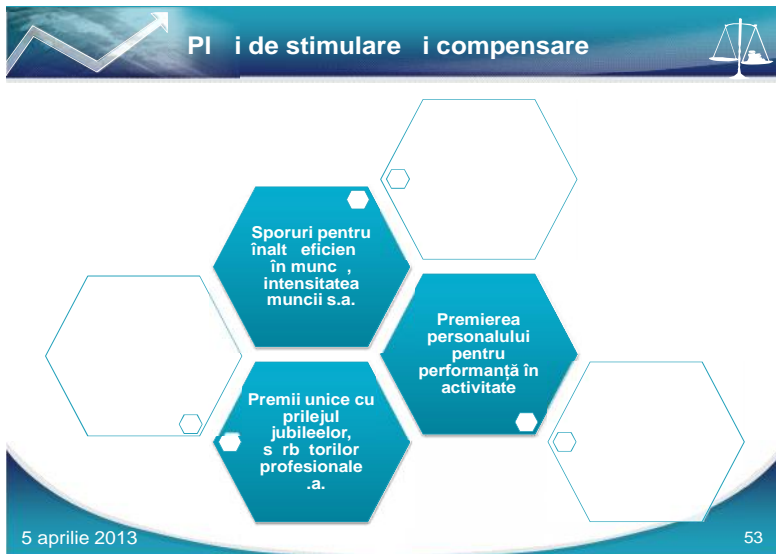 Pl i de stimulare i compensare
Sporuri pentru
înalt eficien
în munc ,
intensitatea
muncii s.a.
Premierea
personalului
pentru
performanță în
activitate
Premii unice cu
prilejul
jubileelor,
s rb torilor
profesionale
.a.
5 aprilie 2013
53